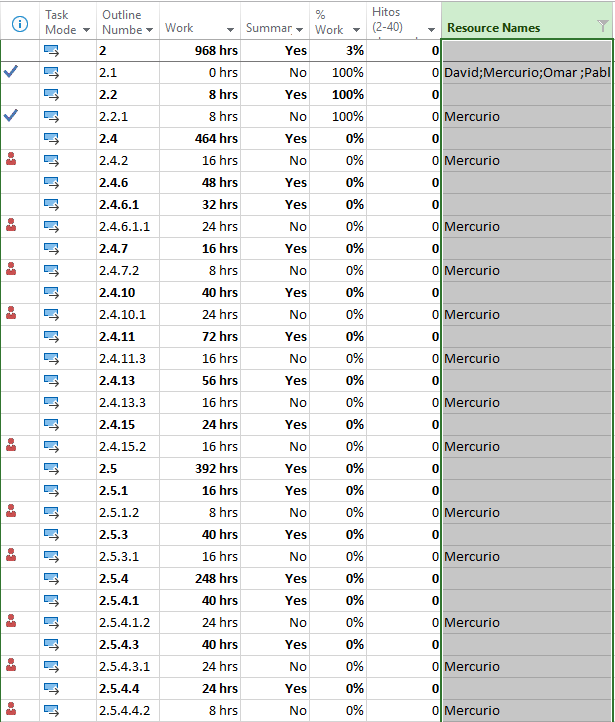 Task Mode Outline Numbe Work Summary % Work Hitos (2-40) Resource Names
2 968 hrs Yes 3% 0
2.1 0 hrs No 100% 0 David;Mercurio;Omar ;Pabl
2.2 8 hrs Yes 100% 0
2.2.1 8 hrs No 100% 0 Mercurio
2.4 464 hrs Yes 0% 0
2.4.2 16 hrs No 0% 0 Mercurio
2.4.6 48 hrs Yes 0% 0
2.4.6.1 32 hrs Yes 0% 0
2.4.6.1.1 24 hrs No 0% 0 Mercurio
2.4.7 16 hrs Yes 0% 0
2.4.7.2 8 hrs No 0% 0 Mercurio
2.4.10 40 hrs Yes 0% 0
2.4.10.1 24 hrs No 0% 0 Mercurio
2.4.11 72 hrs Yes 0% 0
2.4.11.3 16 hrs No 0% 0 Mercurio
2.4.13 56 hrs Yes 0% 0
2.4.13.3 16 hrs No 0% 0 Mercurio
2.4.15 24 hrs Yes 0% 0
2.4.15.2 16 hrs No 0% 0 Mercurio
2.5 392 hrs Yes 0% 0
2.5.1 16 hrs Yes 0% 0
2.5.1.2 8 hrs No 0% 0 Mercurio
2.5.3 40 hrs Yes 0% 0
2.5.3.1 16 hrs No 0% 0 Mercurio
2.5.4 248 hrs Yes 0% 0
2.5.4.1 40 hrs Yes 0% 0
2.5.4.1.2 24 hrs No 0% 0 Mercurio
2.5.4.3 40 hrs Yes 0% 0
2.5.4.3.1 24 hrs No 0% 0 Mercurio
2.5.4.4 24 hrs Yes 0% 0
2.5.4.4.2 8 hrs No 0% 0 Mercurio